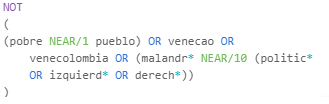 NOT
(
(pobre NEAR/1 pueblo) OR venecao OR
venecolombia OR (malandr* NEAR/10 (politic*
OR izquierd* OR derech*))
)